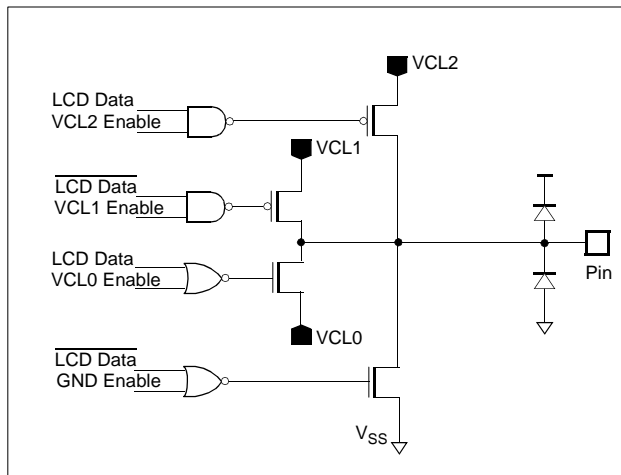 VCL2
LCD Data
VCL2 Enable
VCL1
LCD Data
VCL1 Enable
LCD Data
VCL0 Enable
Pin
VCL0
LCD Data
GND Enable
VSS